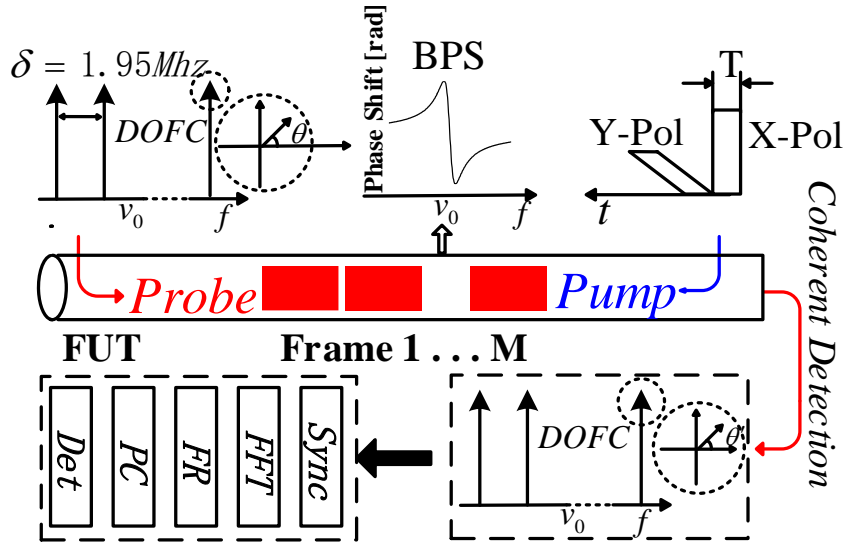 δ = 1.95Mhz
DOFC
θ
v₀
f
Phase Shift [rad]
BPS
v₀
f
T
Y-Pol
X-Pol
t
Coherent Detection
Probe
Pump
FUT
Frame 1 . . . M
Det
PC
FR
FFT
Sync
DOFC
θ'
v₀
f